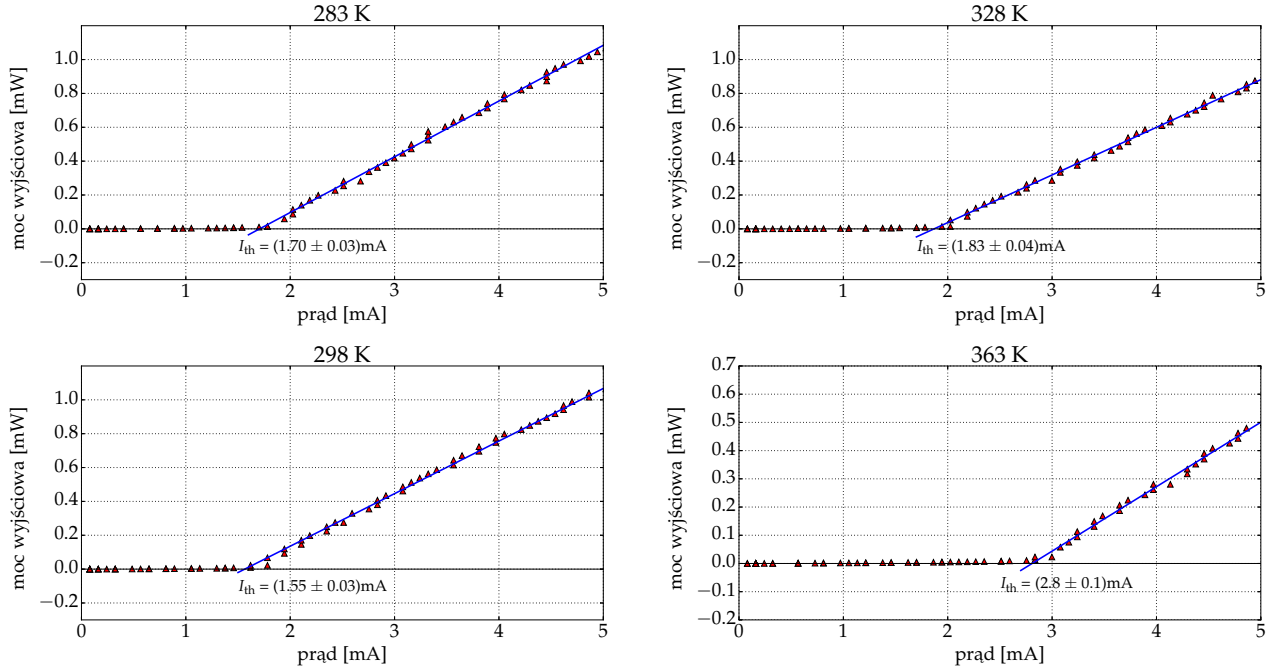 283 K
moc wyjściowa [mW]
1.0
0.8
0.6
0.4
0.2
0.0
−0.2
I_th = (1.70 ± 0.03)mA
0 1 2 3 4 5
prąd [mA]
328 K
moc wyjściowa [mW]
1.0
0.8
0.6
0.4
0.2
0.0
−0.2
I_th = (1.83 ± 0.04)mA
0 1 2 3 4 5
prąd [mA]
298 K
moc wyjściowa [mW]
1.0
0.8
0.6
0.4
0.2
0.0
−0.2
I_th = (1.55 ± 0.03)mA
0 1 2 3 4 5
prąd [mA]
363 K
moc wyjściowa [mW]
0.7
0.6
0.5
0.4
0.3
0.2
0.1
0.0
−0.1
−0.2
I_th = (2.8 ± 0.1)mA
0 1 2 3 4 5
prąd [mA]